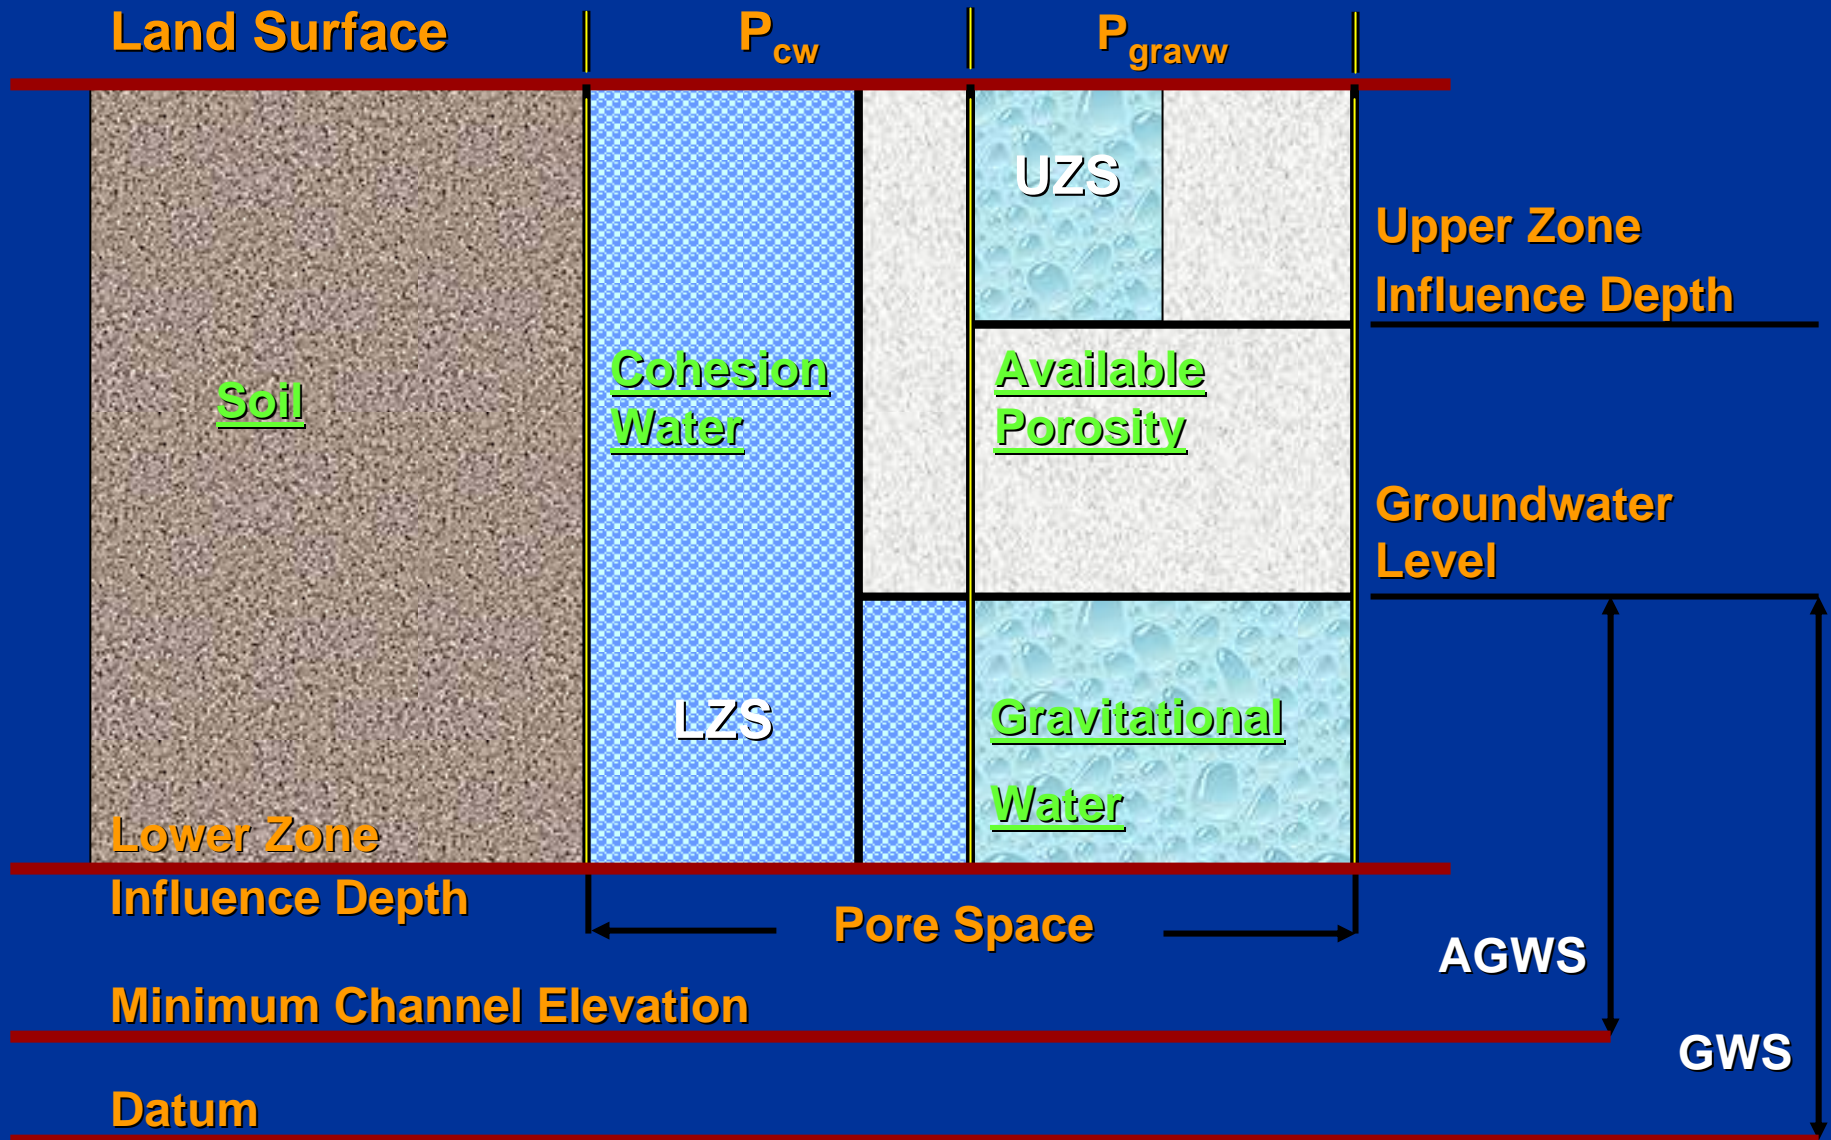 Land Surface
Pcw
Pgravw
UZS
Upper Zone
Influence Depth
Soil
Cohesion
Water
Available
Porosity
Groundwater
Level
LZS
Gravitational
Water
Lower Zone
Influence Depth
Pore Space
AGWS
Minimum Channel Elevation
GWS
Datum